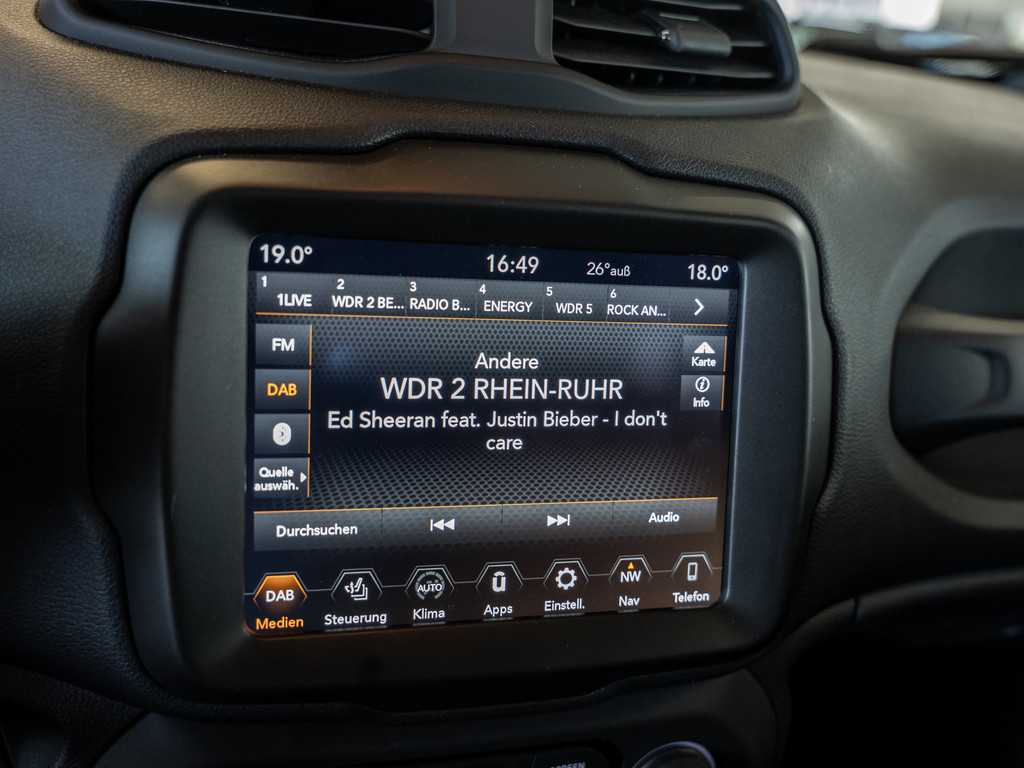 19.0° 16:49 26°auß 18.0°
1 2 3 4 5 6
1LIVE WDR 2 BE... RADIO B... ENERGY WDR 5 ROCK AN...
FM
DAB
Quelle
auswäh.
Karte
Info
Andere
WDR 2 RHEIN-RUHR
Ed Sheeran feat. Justin Bieber - I don't
care
Durchsuchen Audio
DAB AUTO NW
Medien Steuerung Klima Apps Einstell. Nav Telefon
SCREEN